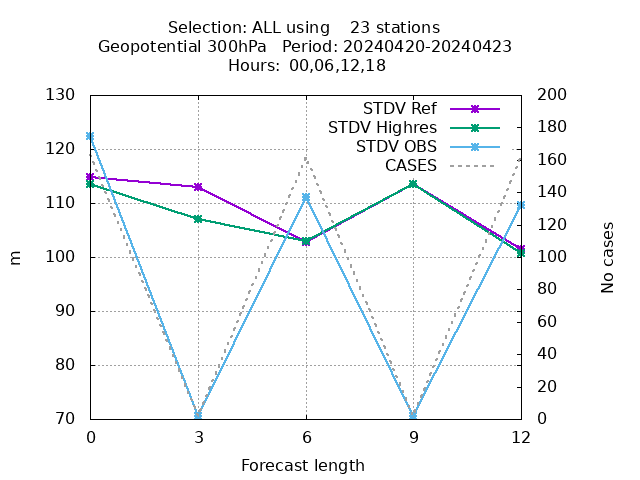 Selection: ALL using    23 stations
Geopotential 300hPa   Period: 20240420-20240423
Hours: 00,06,12,18
130
120
110
100
90
80
70
m
200
180
160
140
120
100
80
60
40
20
0
No cases
STDV Ref
STDV Highres
STDV OBS
CASES
0 3 6 9 12
Forecast length